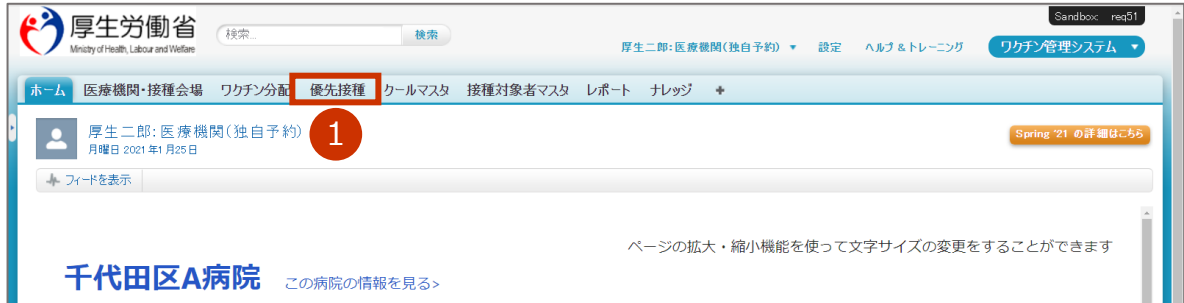 Sandbox: req51
厚生労働省
Ministry of Health, Labour and Welfare
検索...
検索
厚生二郎:医療機関(独自予約) 設定 ヘルプ & トレーニング ワクチン管理システム
ホーム 医療機関・接種会場 ワクチン分配 優先接種 クールマスタ 接種対象者マスタ レポート ナレッジ +
1
厚生二郎:医療機関(独自予約)
月曜日 2021年1月25日
Spring '21 の詳細はこちら
フィードを表示
ページの拡大・縮小機能を使って文字サイズの変更をすることができます
千代田区A病院 この病院の情報を見る>